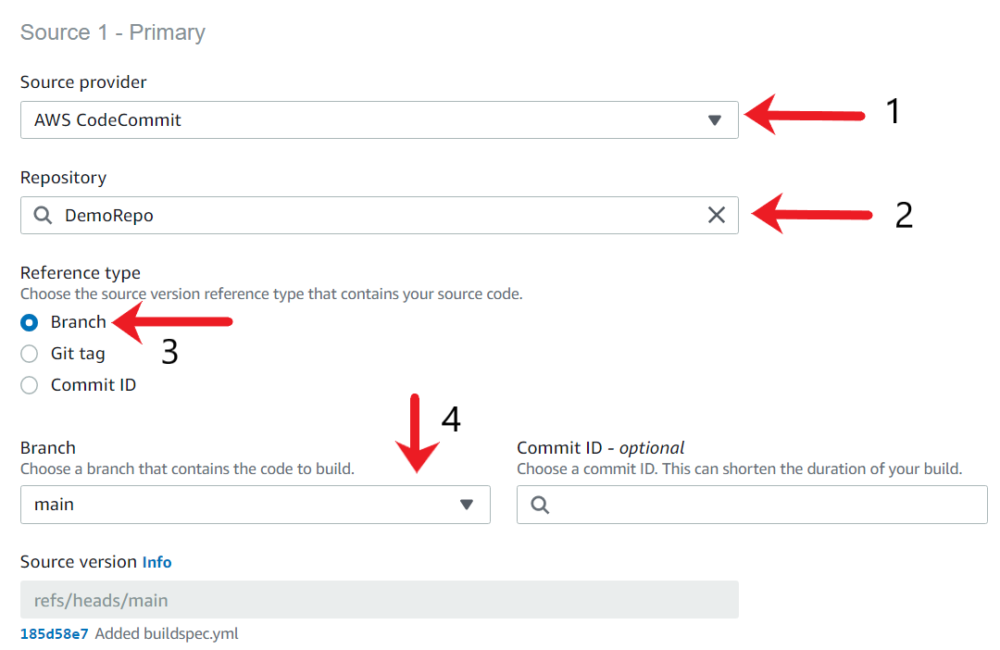 Source 1 - Primary
Source provider
AWS CodeCommit
1
Repository
DemoRepo
2
Reference type
Choose the source version reference type that contains your source code.
Branch
Git tag
3
Commit ID
4
Branch
Choose a branch that contains the code to build.
main
Commit ID - optional
Choose a commit ID. This can shorten the duration of your build.
Source version Info
refs/heads/main
185d58e7 Added buildspec.yml